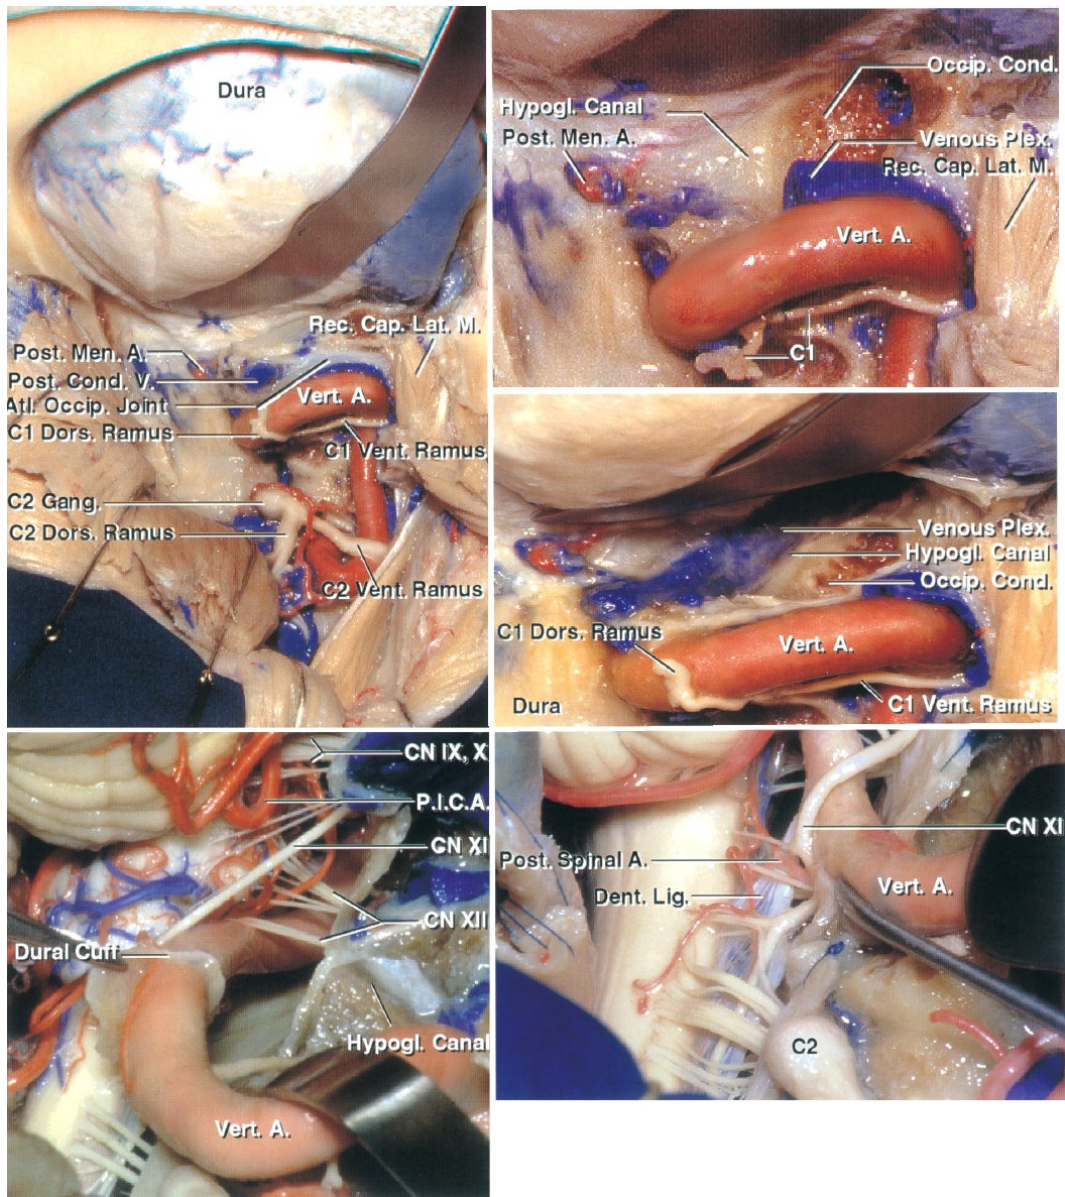 Dura
Rec. Cap. Lat. M.
Post. Men. A.
Post. Cond. V.
Atl. Occip. Joint
Vert. A.
C1 Dors. Ramus
C1 Vent. Ramus
C2 Gang.
C2 Dors. Ramus
C2 Vent. Ramus
Occip. Cond.
Hypogl. Canal
Post. Men. A.
Venous Plex.
Rec. Cap. Lat. M.
Vert. A.
C1
Venous Plex.
Hypogl. Canal
Occip. Cond.
C1 Dors. Ramus
Vert. A.
Dura
C1 Vent. Ramus
CN IX, X
P.I.C.A.
CN XI
CN XII
Dural Cuff
Hypogl. Canal
Vert. A.
CN XI
Post. Spinal A.
Vert. A.
Dent. Lig.
C2